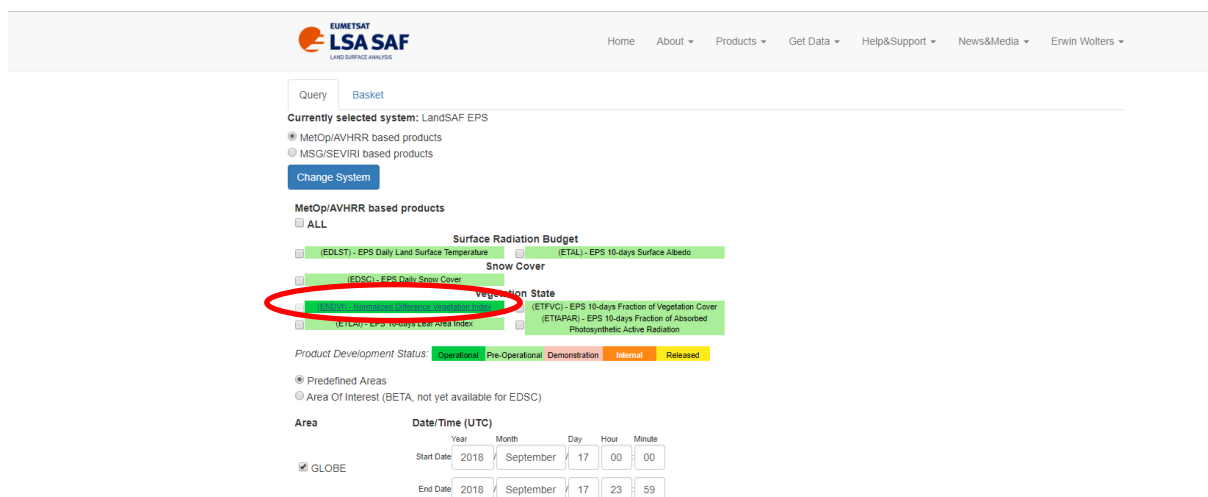 EUMETSAT
LSA SAF
LAND SURFACE ANALYSIS
Home About Products Get Data Help&Support News&Media Erwin Wolters
Query Basket
Currently selected system: LandSAF EPS
MetOp/AVHRR based products
MSG/SEVIRI based products
Change System
MetOp/AVHRR based products
ALL
Surface Radiation Budget
(EDLST) - EPS Daily Land Surface Temperature (ETAL) - EPS 10-days Surface Albedo
Snow Cover
(EDSC) - EPS Daily Snow Cover
Vegetation State
(ENDVI) - Normalized Difference Vegetation Index (ETFVC) - EPS 10-days Fraction of Vegetation Cover
(ETLAI) - EPS 10-days Leaf Area Index (ETfAPAR) - EPS 10-days Fraction of Absorbed
Photosynthetic Active Radiation
Product Development Status: Operational Pre-Operational Demonstration Internal Released
Predefined Areas
Area Of Interest (BETA, not yet available for EDSC)
Area Date/Time (UTC)
Year Month Day Hour Minute
Start Date 2018 / September / 17 00 : 00
GLOBE
End Date 2018 / September / 17 23 : 59